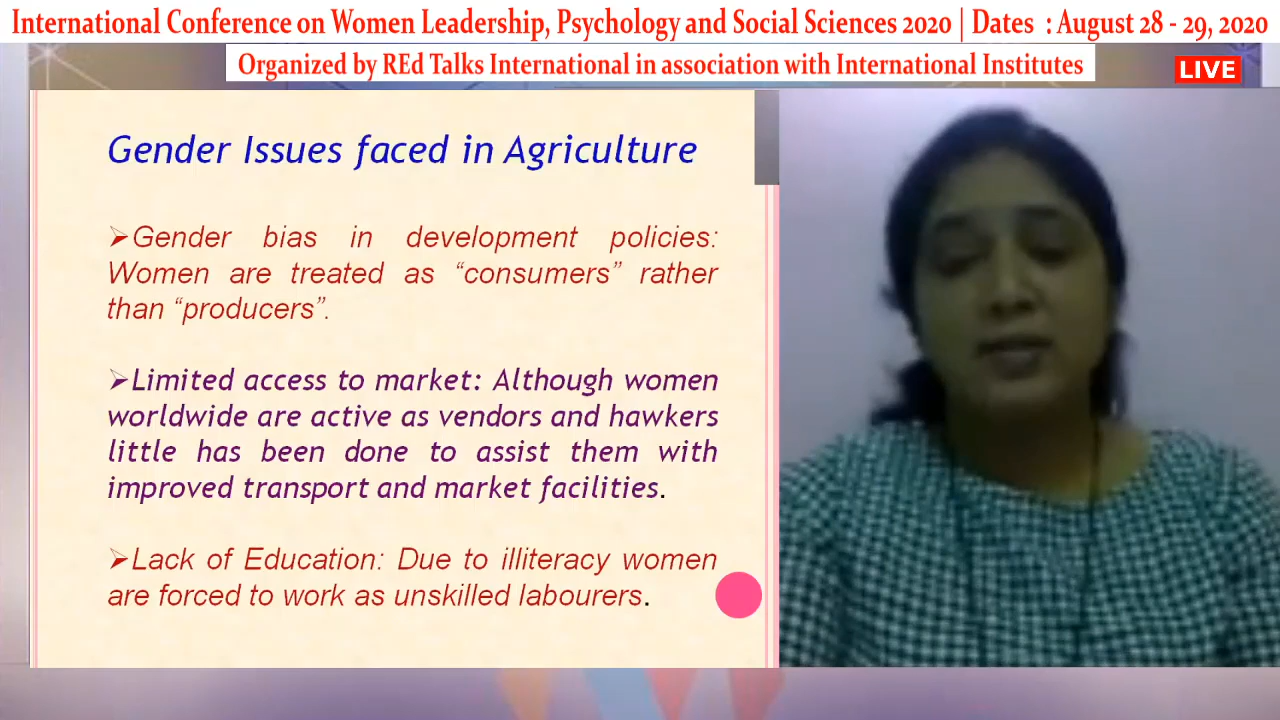 International Conference on Women Leadership, Psychology and Social Sciences 2020 | Dates : August 28 - 29, 2020
Organized by REd Talks International in association with International Institutes
LIVE
Gender Issues faced in Agriculture
➢Gender bias in development policies:
Women are treated as “consumers” rather
than “producers”.
➢Limited access to market: Although women
worldwide are active as vendors and hawkers
little has been done to assist them with
improved transport and market facilities.
➢Lack of Education: Due to illiteracy women
are forced to work as unskilled labourers.